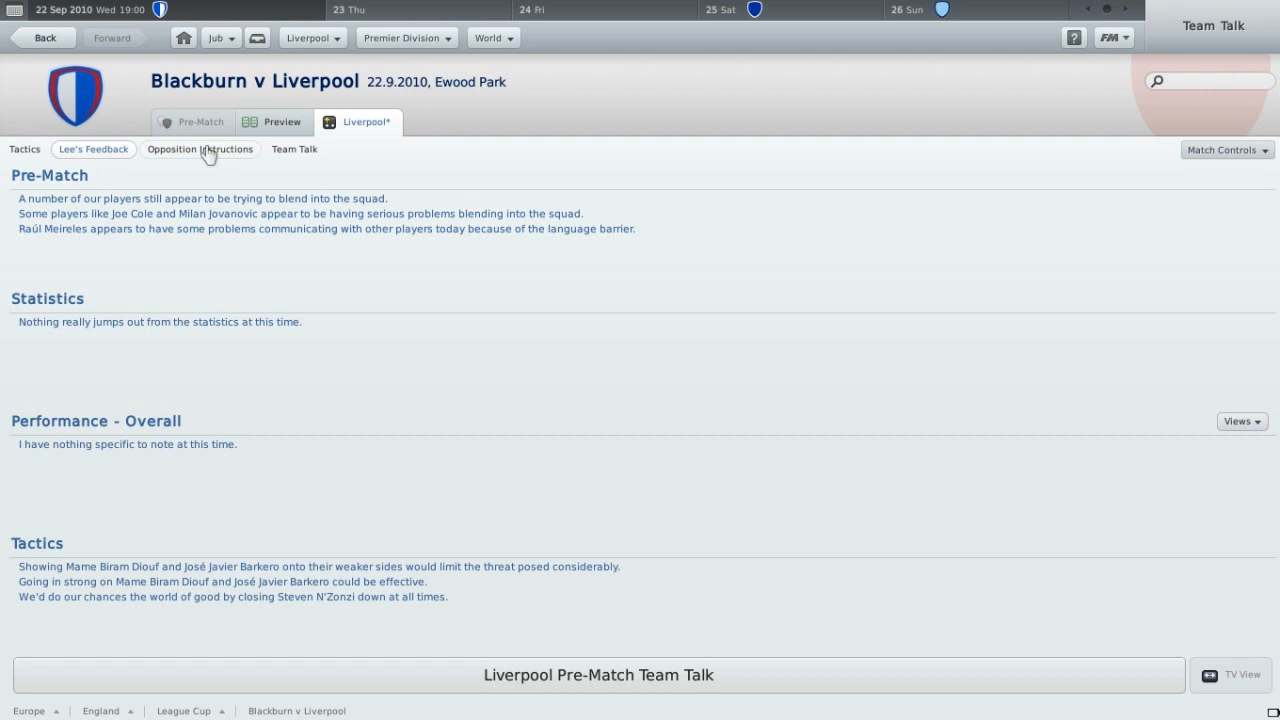 22 Sep 2010 Wed 19:00
23 Thu
24 Fri
25 Sat
26 Sun
Team Talk
Back
Forward
Job
Liverpool
Premier Division
World
?
FM
Blackburn v Liverpool 22.9.2010, Ewood Park
Pre-Match
Preview
Liverpool*
Tactics
Lee's Feedback
Opposition Instructions
Team Talk
Match Controls
Pre-Match
A number of our players still appear to be trying to blend into the squad.
Some players like Joe Cole and Milan Jovanovic appear to be having serious problems blending into the squad.
Raúl Meireles appears to have some problems communicating with other players today because of the language barrier.
Statistics
Nothing really jumps out from the statistics at this time.
Performance - Overall
Views
I have nothing specific to note at this time.
Tactics
Showing Mame Biram Diouf and José Javier Barkero onto their weaker sides would limit the threat posed considerably.
Going in strong on Mame Biram Diouf and José Javier Barkero could be effective.
We'd do our chances the world of good by closing Steven N'Zonzi down at all times.
Liverpool Pre-Match Team Talk
TV View
Europe
England
League Cup
Blackburn v Liverpool